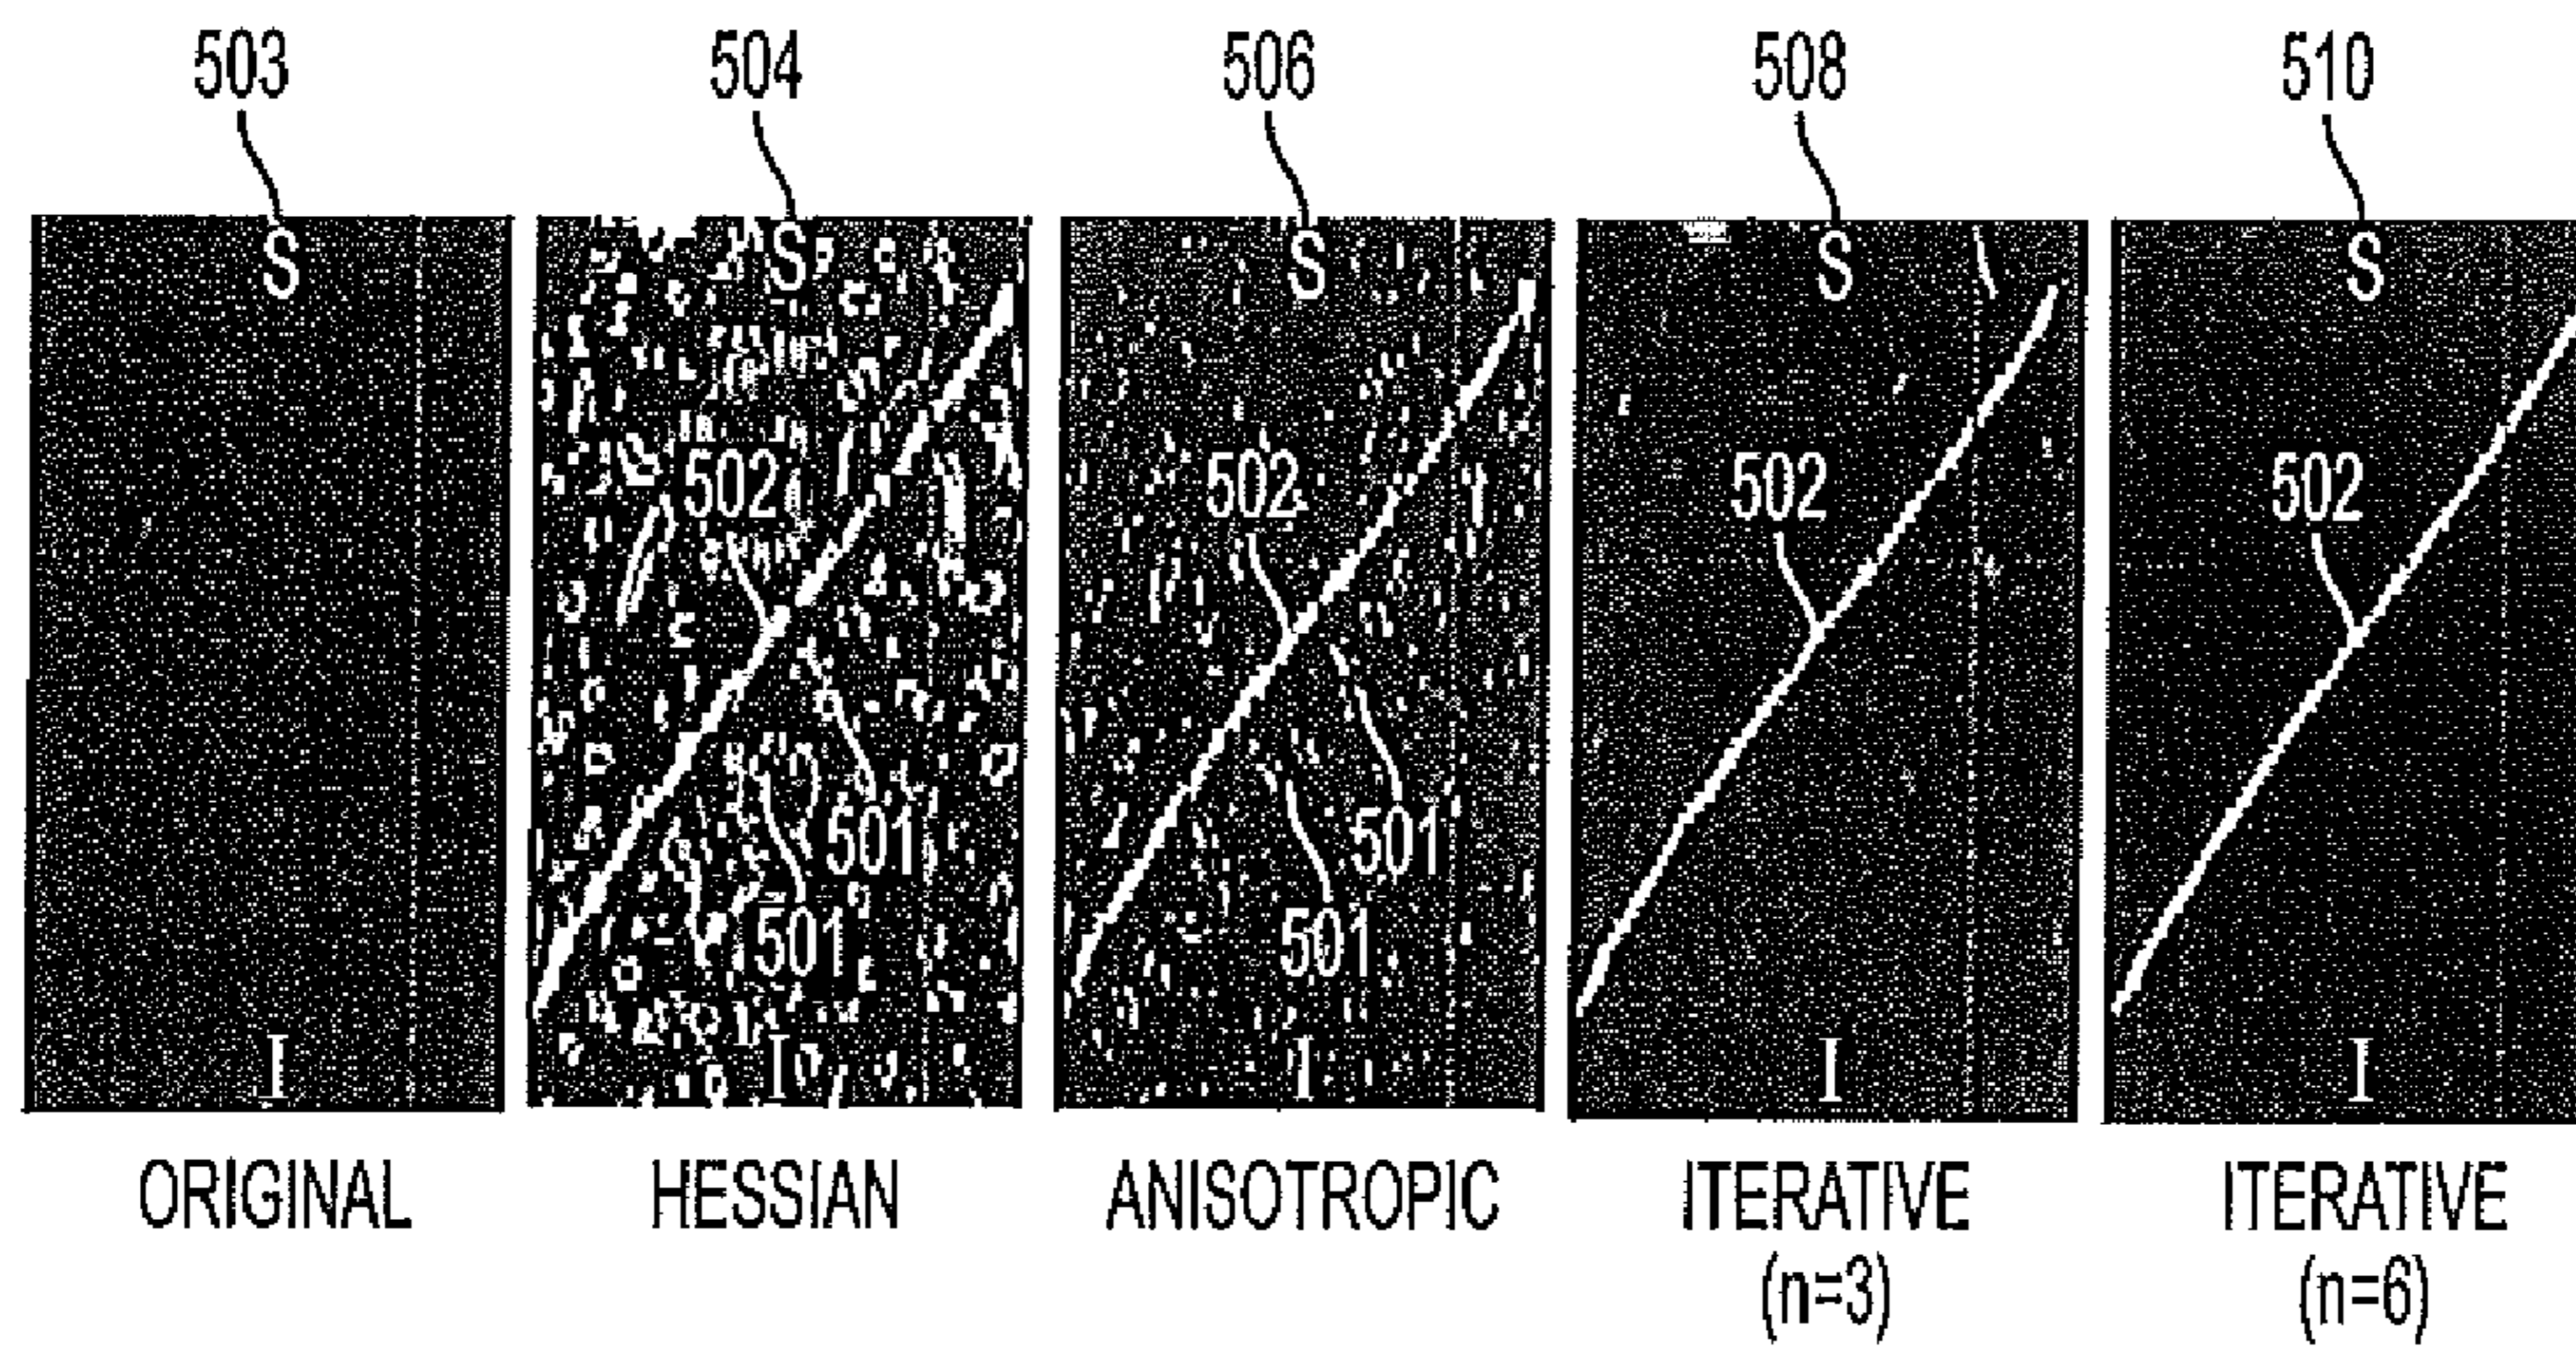 503 504 506 508 510
S S S S S
502 502 502 502
501 501
501 501
I I I I I
ORIGINAL HESSIAN ANISOTROPIC ITERATIVE ITERATIVE
(n=3) (n=6)